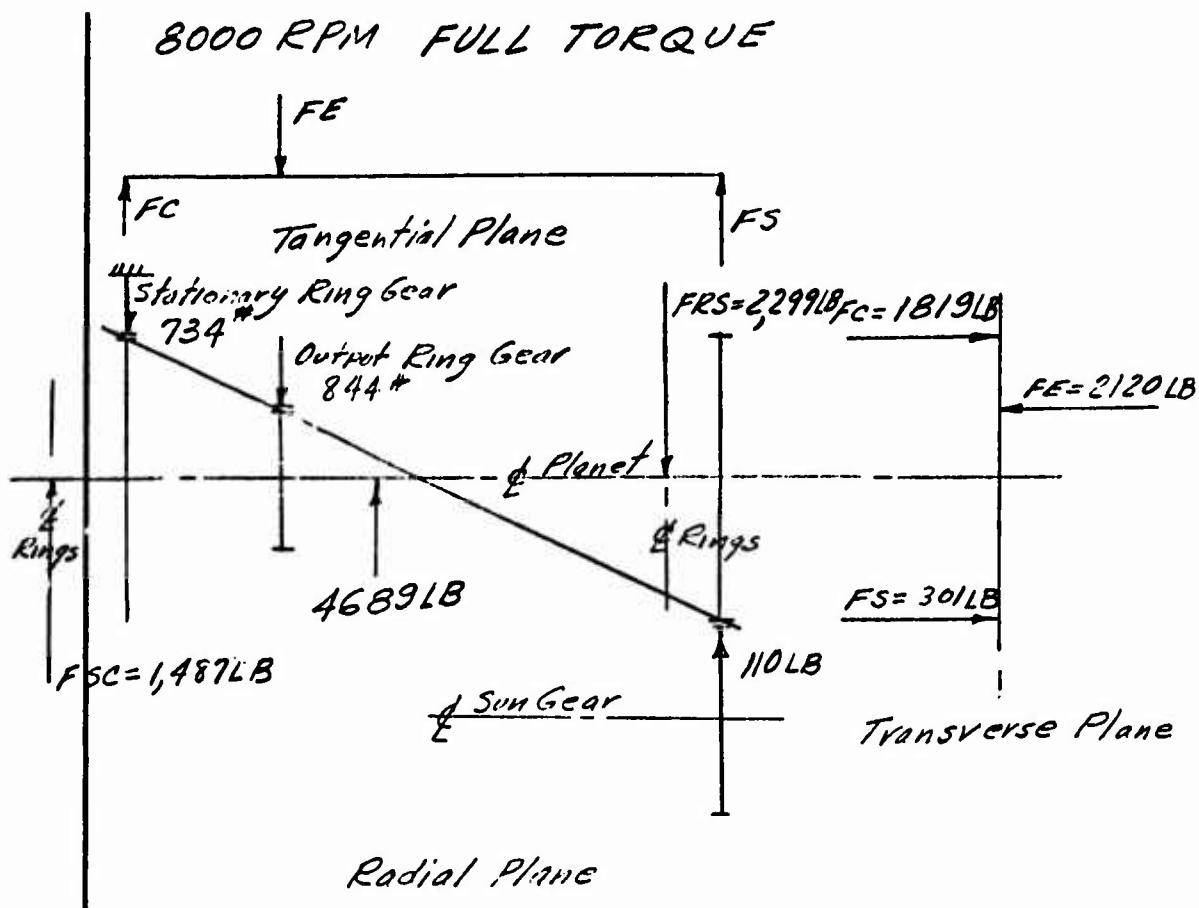 8000 RPM FULL TORQUE
FE
FC
FS
Tangential Plane
Stationary Ring Gear
734 #
Output Ring Gear
844 #
FRS=2,299LB
FC=1819LB
FE=2120LB
℄ Planet
℄
Rings
℄ Rings
4689LB
FS=301LB
FSC=1,487LB
110LB
℄ Sun Gear
Transverse Plane
Radial Plane